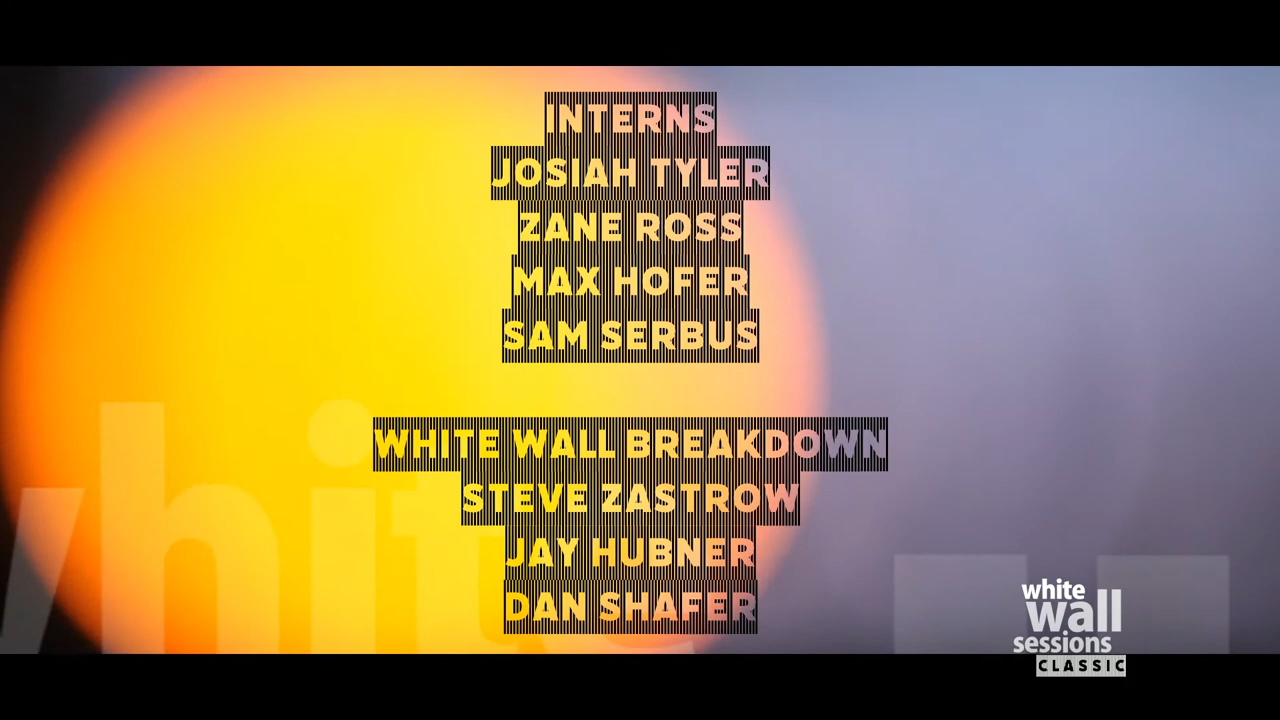 INTERNS
JOSIAH TYLER
ZANE ROSS
MAX HOFER
SAM SERBUS
WHITE WALL BREAKDOWN
STEVE ZASTROW
JAY HUBNER
DAN SHAFER
white
white
wall
sessions
CLASSIC